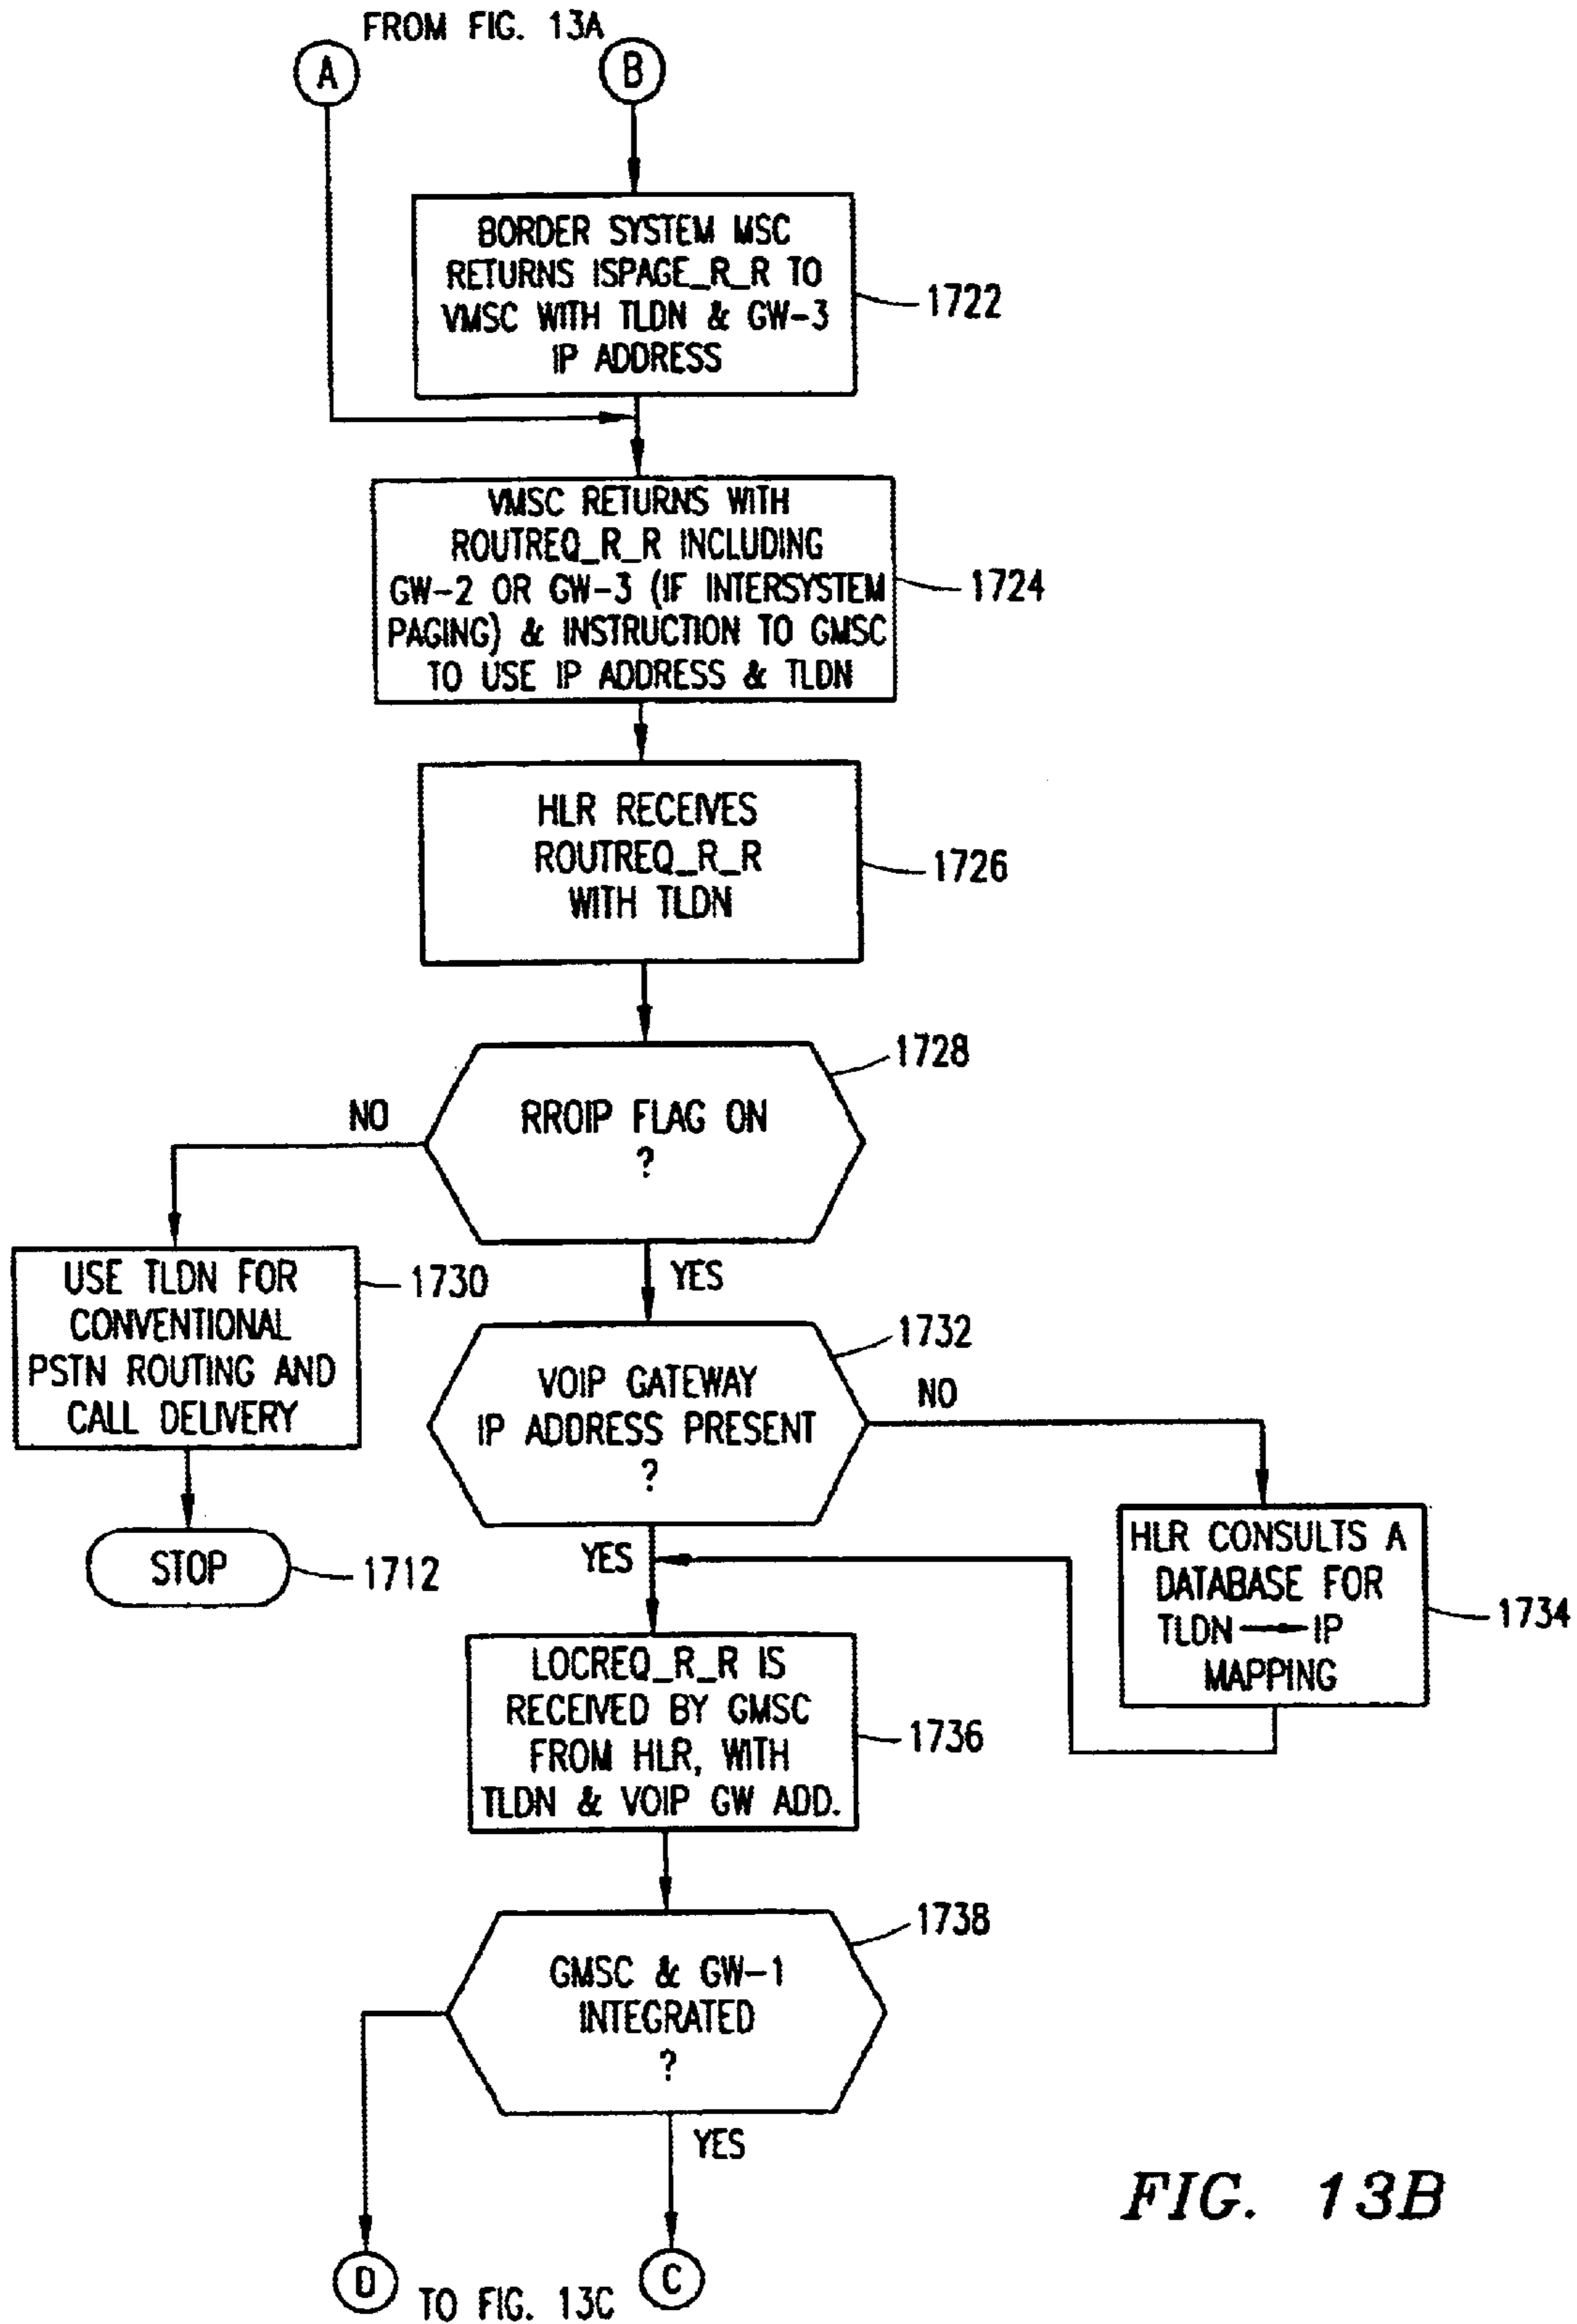 FROM FIG. 13A
A
B
BORDER SYSTEM MSC
RETURNS ISPAGE_R_R TO
VMSC WITH TLDN & GW-3
IP ADDRESS
1722
VMSC RETURNS WITH
ROUTREQ_R_R INCLUDING
GW-2 OR GW-3 (IF INTERSYSTEM
PAGING) & INSTRUCTION TO GMSC
TO USE IP ADDRESS & TLDN
1724
HLR RECEIVES
ROUTREQ_R_R
WITH TLDN
1726
RROIP FLAG ON
?
1728
NO
YES
USE TLDN FOR
CONVENTIONAL
PSTN ROUTING AND
CALL DELIVERY
1730
STOP
1712
VOIP GATEWAY
IP ADDRESS PRESENT
?
1732
NO
YES
HLR CONSULTS A
DATABASE FOR
TLDN → IP
MAPPING
1734
LOCREQ_R_R IS
RECEIVED BY GMSC
FROM HLR, WITH
TLDN & VOIP GW ADD.
1736
GMSC & GW-1
INTEGRATED
?
1738
YES
D
TO FIG. 13C
C
FIG. 13B